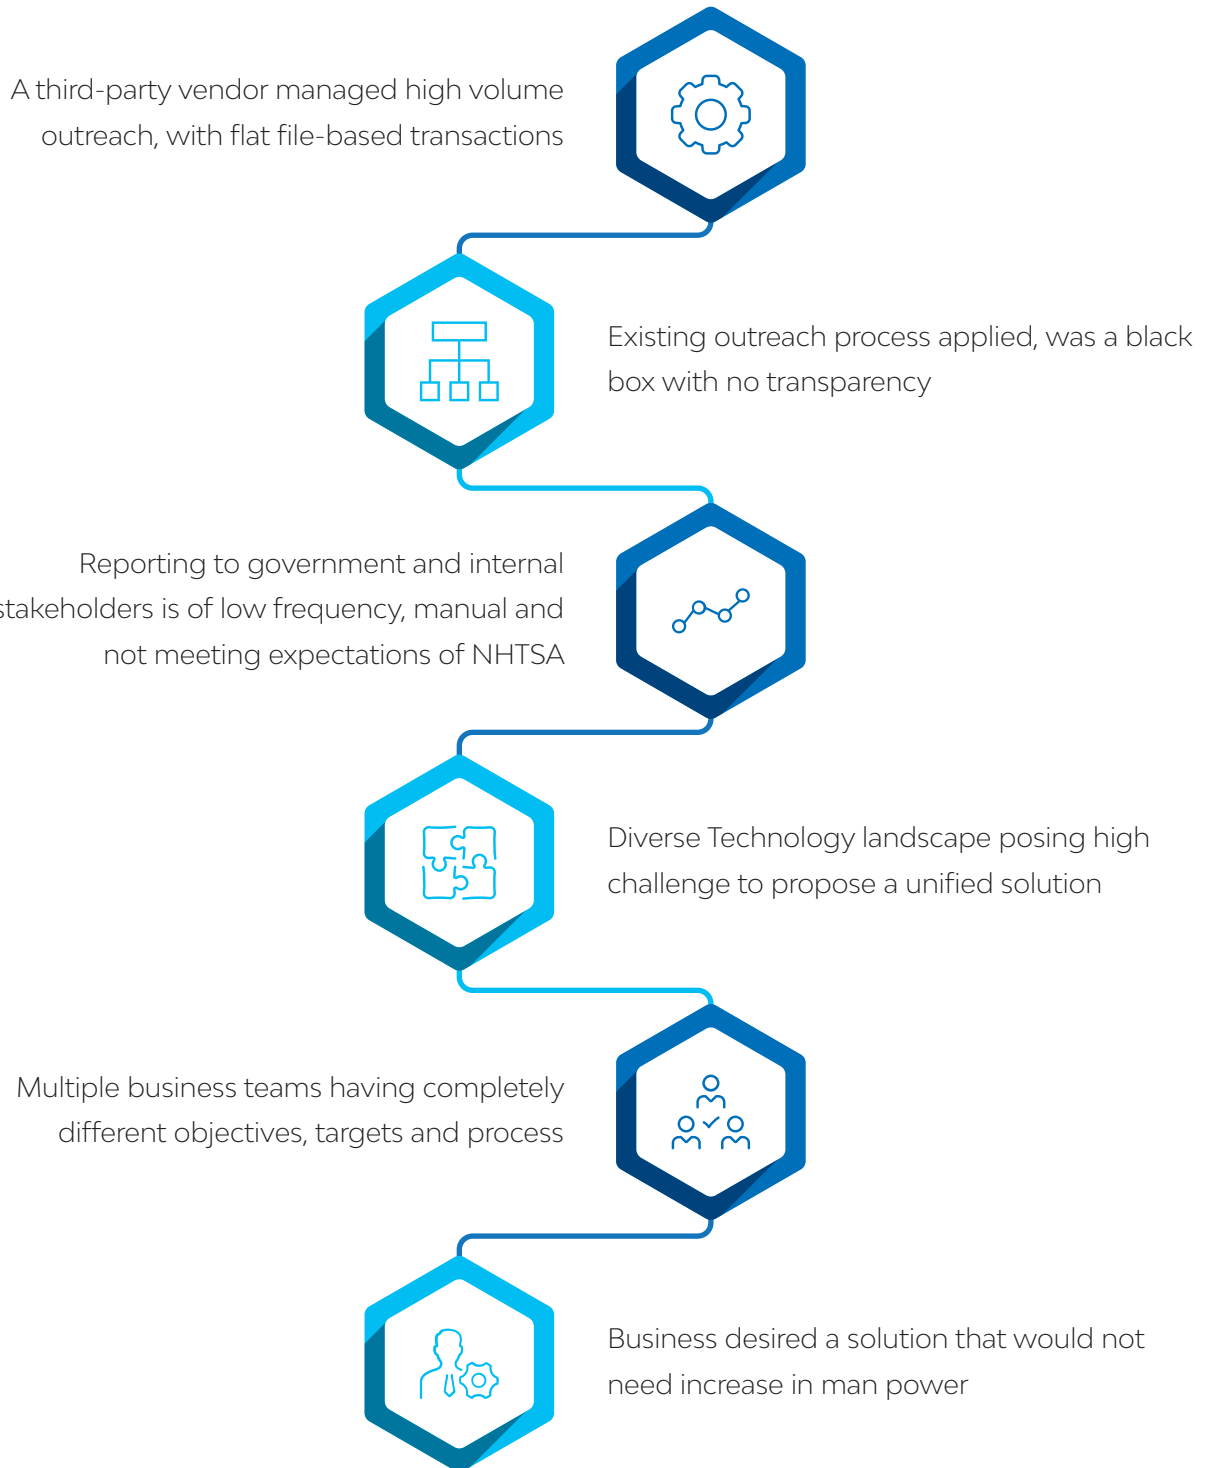 A third-party vendor managed high volume
outreach, with flat file-based transactions
Existing outreach process applied, was a black
box with no transparency
Reporting to government and internal
stakeholders is of low frequency, manual and
not meeting expectations of NHTSA
Diverse Technology landscape posing high
challenge to propose a unified solution
Multiple business teams having completely
different objectives, targets and process
Business desired a solution that would not
need increase in man power